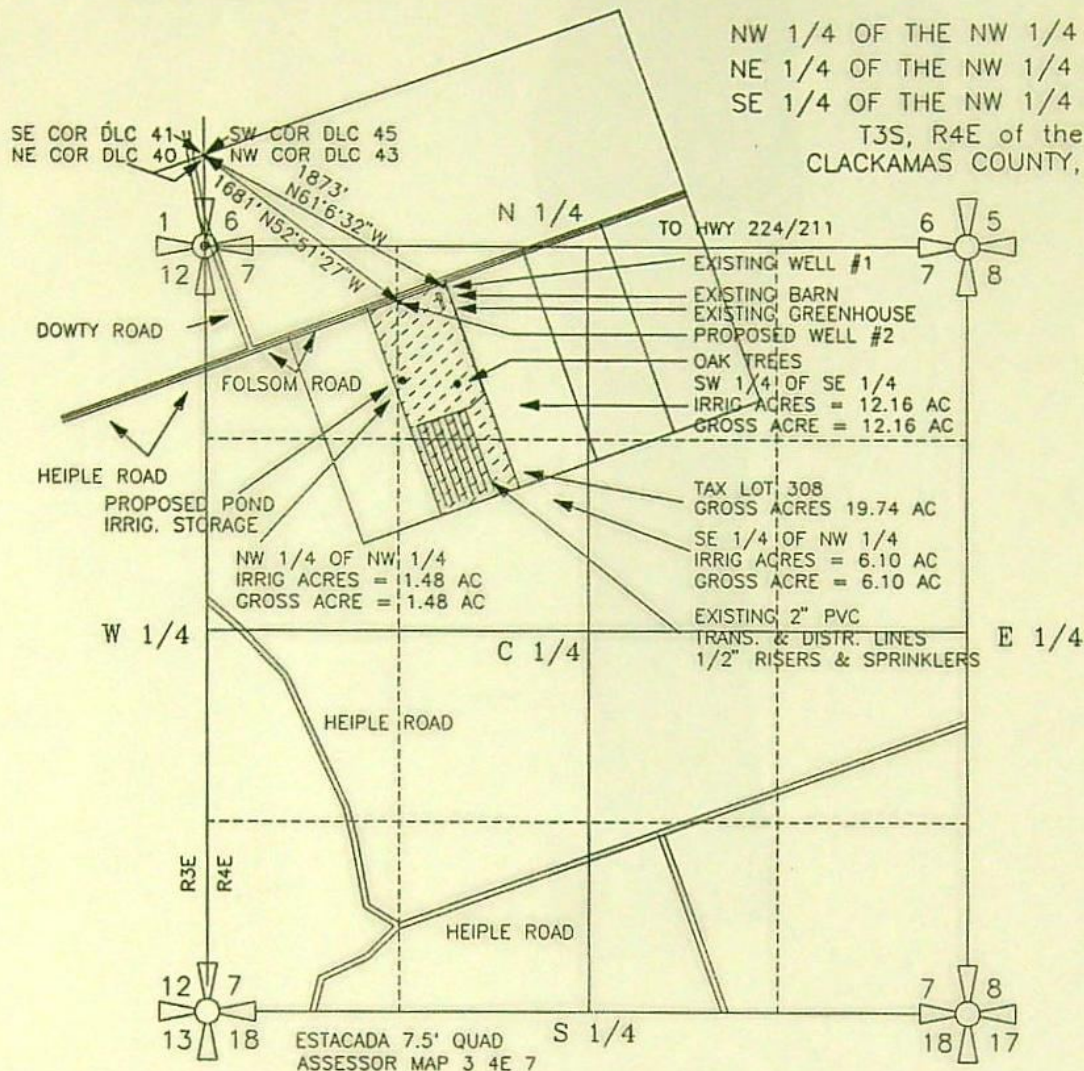 NW 1/4 OF THE NW 1/4
NE 1/4 OF THE NW 1/4
SE 1/4 OF THE NW 1/4
T3S, R4E of the
CLACKAMAS COUNTY,
SE COR DLC 41
SW COR DLC 45
NE COR DLC 40
NW COR DLC 43
1873'
N61°6'32"W
1681' N52°51'27"W
N 1/4
TO HWY 224/211
1 6
12 7
6 5
7 8
EXISTING WELL #1
EXISTING BARN
EXISTING GREENHOUSE
PROPOSED WELL #2
OAK TREES
SW 1/4 OF SE 1/4
IRRIG ACRES = 12.16 AC
GROSS ACRE = 12.16 AC
DOWTY ROAD
FOLSOM ROAD
HEIPLE ROAD
PROPOSED POND
IRRIG. STORAGE
TAX LOT 308
GROSS ACRES 19.74 AC
NW 1/4 OF NW 1/4
IRRIG ACRES = 1.48 AC
GROSS ACRE = 1.48 AC
SE 1/4 OF NW 1/4
IRRIG ACRES = 6.10 AC
GROSS ACRE = 6.10 AC
EXISTING 2" PVC
TRANS. & DISTR. LINES
1/2" RISERS & SPRINKLERS
W 1/4
C 1/4
E 1/4
HEIPLE ROAD
R3E
R4E
HEIPLE ROAD
12 7
13 18
7 8
18 17
S 1/4
ESTACADA 7.5' QUAD
ASSESSOR MAP 3 4E 7